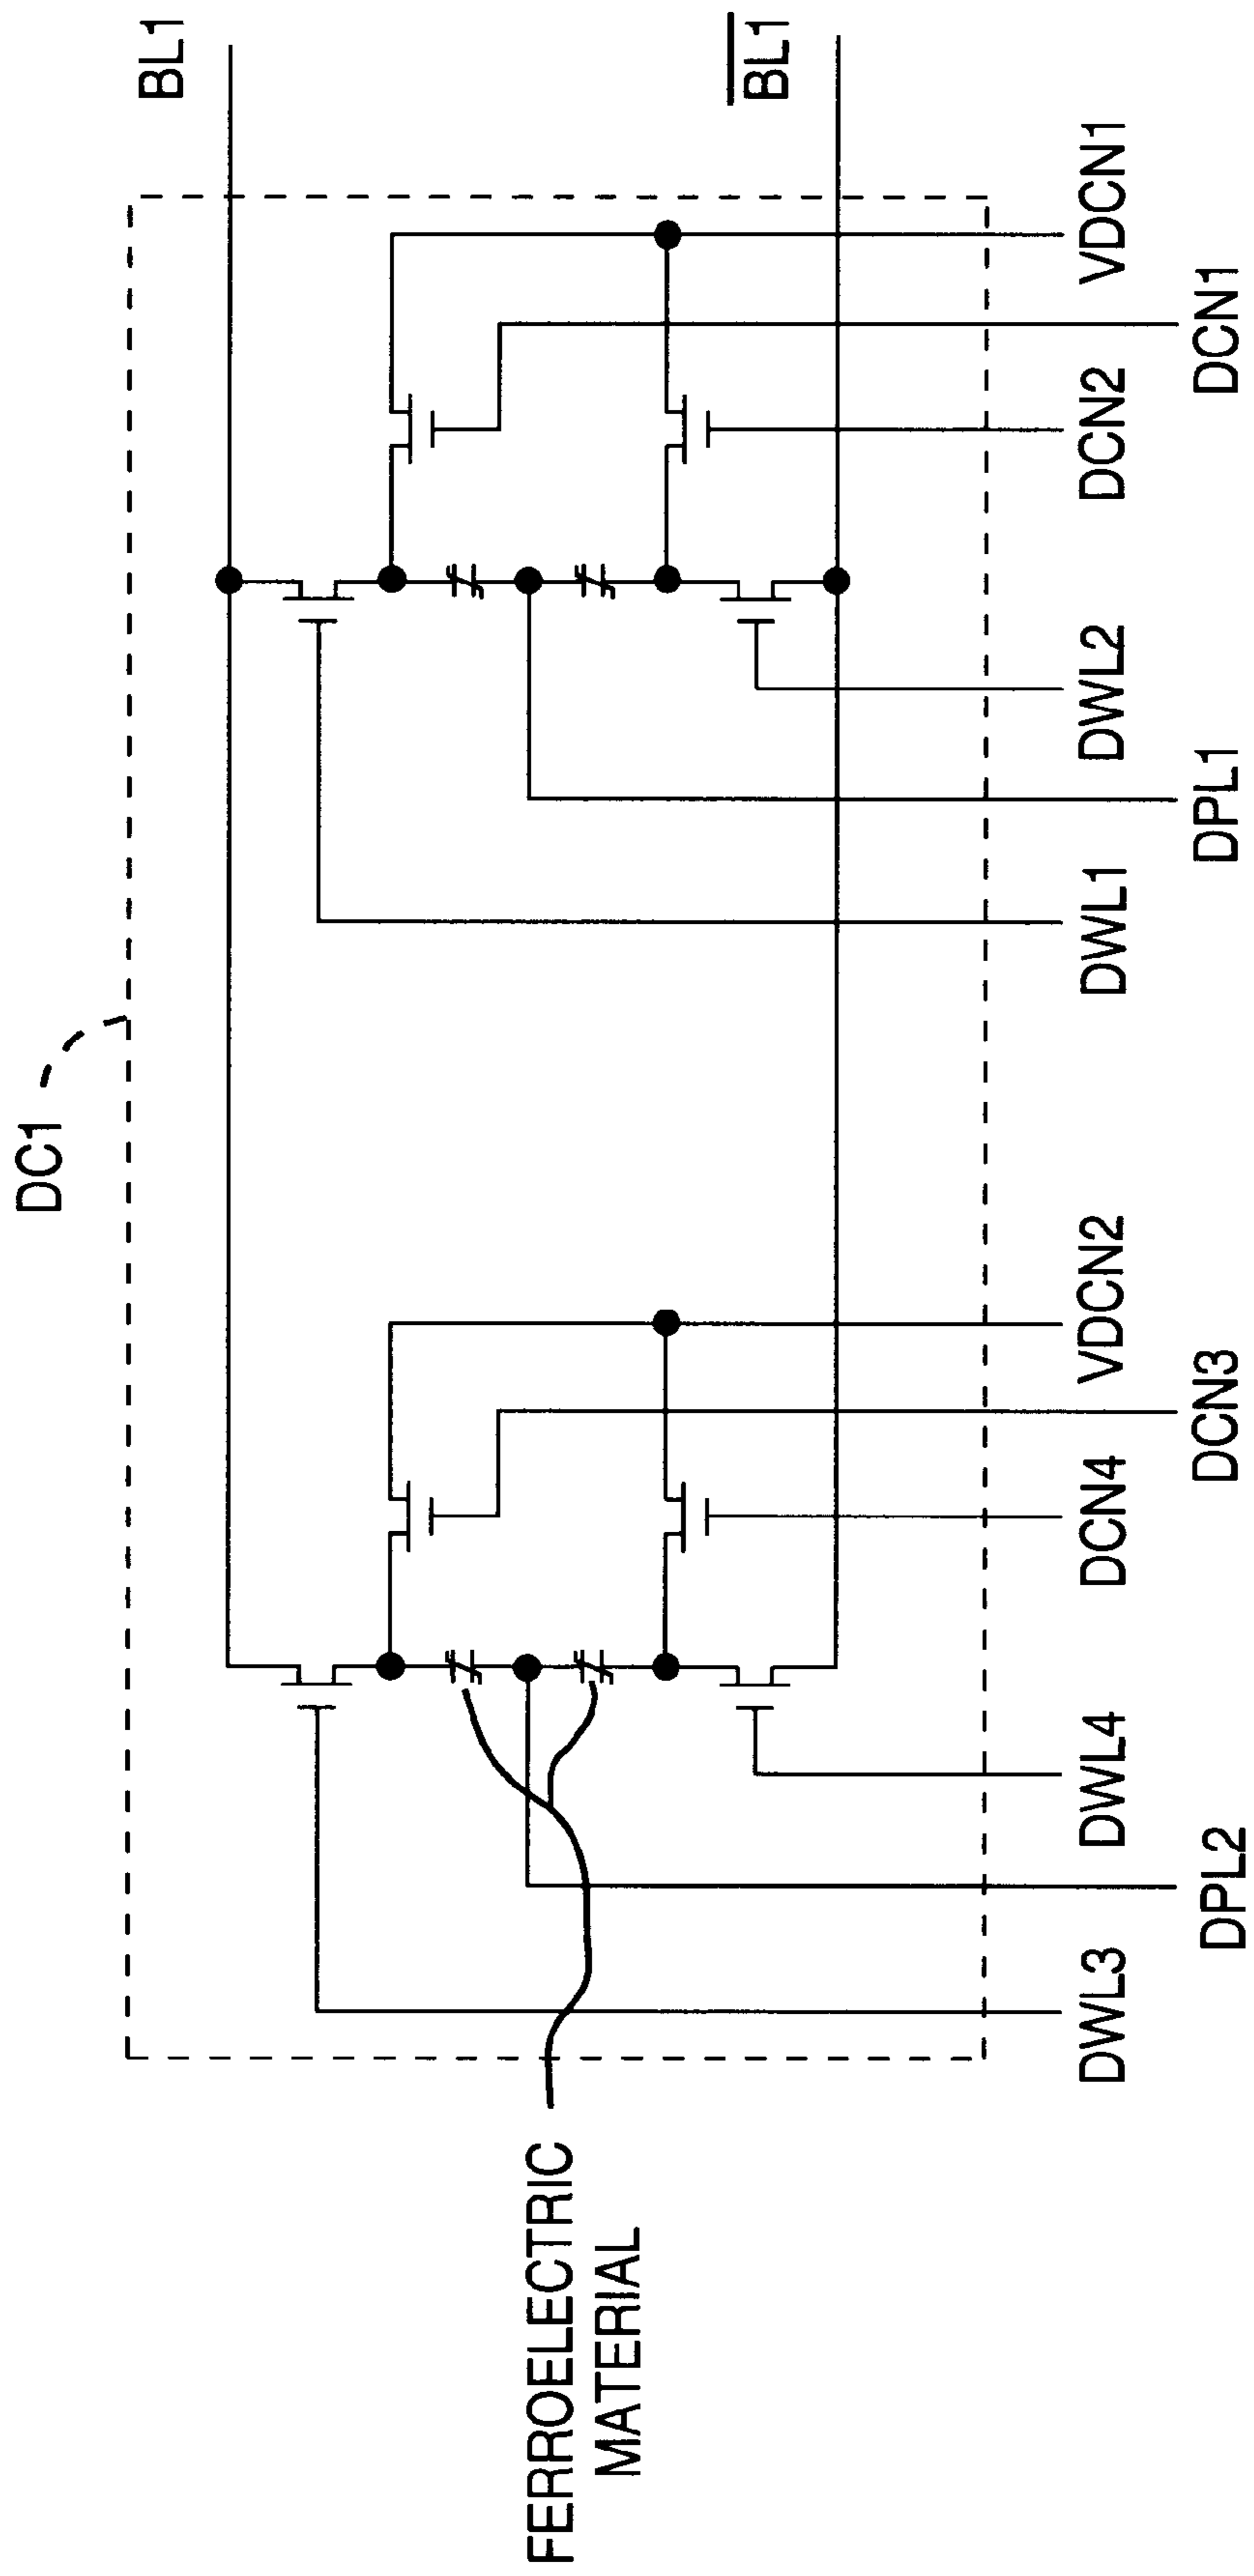 DC1
BL1
BL1
FERROELECTRIC
MATERIAL
DWL3
DPL2
DWL4
DCN4
DCN3
VDCN2
DWL1
DPL1
DWL2
DCN2
DCN1
VDCN1